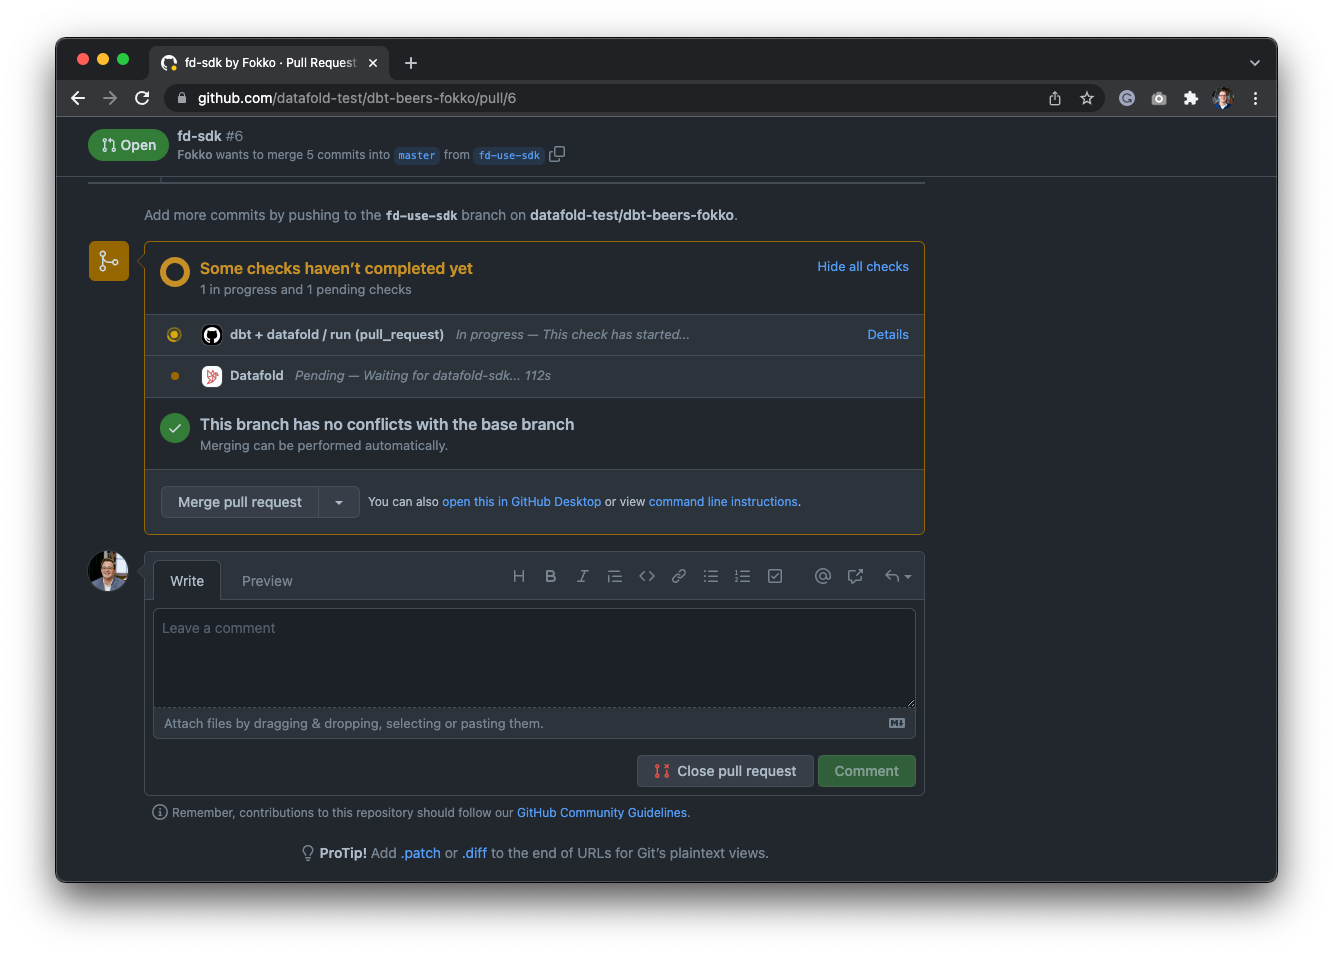 fd-sdk by Fokko · Pull Request
github.com/datafold-test/dbt-beers-fokko/pull/6
Open
fd-sdk #6
Fokko wants to merge 5 commits into master from fd-use-sdk
Add more commits by pushing to the fd-use-sdk branch on datafold-test/dbt-beers-fokko.
Some checks haven’t completed yet
Hide all checks
1 in progress and 1 pending checks
dbt + datafold / run (pull_request) In progress — This check has started...
Details
Datafold Pending — Waiting for datafold-sdk... 112s
This branch has no conflicts with the base branch
Merging can be performed automatically.
Merge pull request
You can also open this in GitHub Desktop or view command line instructions.
Write
Preview
Leave a comment
Attach files by dragging & dropping, selecting or pasting them.
Close pull request
Comment
Remember, contributions to this repository should follow our GitHub Community Guidelines.
ProTip! Add .patch or .diff to the end of URLs for Git’s plaintext views.